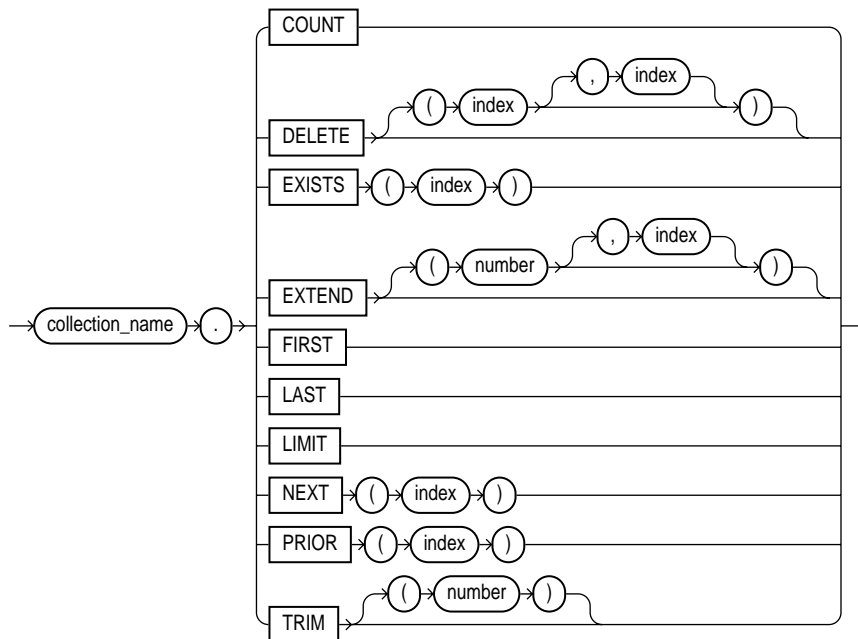 COUNT
, index
( index )
DELETE
EXISTS ( index )
, index
( number )
EXTEND
collection_name .
FIRST
LAST
LIMIT
NEXT ( index )
PRIOR ( index )
( number )
TRIM